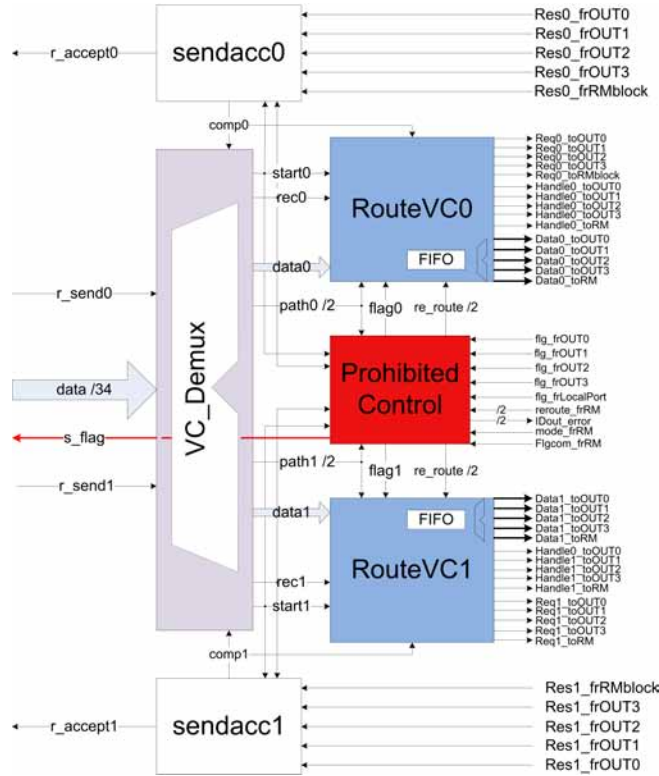 Res0_frOUT0
Res0_frOUT1
Res0_frOUT2
Res0_frOUT3
Res0_frRMblock
r_accept0
sendacc0
comp0
start0
rec0
data0
path0 /2
flag0
re_route /2
RouteVC0
FIFO
Req0_toOUT0
Req0_toOUT1
Req0_toOUT2
Req0_toOUT3
Req0_toRMblock
Handle0_toOUT0
Handle0_toOUT1
Handle0_toOUT2
Handle0_toOUT3
Handle0_toRM
Data0_toOUT0
Data0_toOUT1
Data0_toOUT2
Data0_toOUT3
Data0_toRM
r_send0
data /34
s_flag
r_send1
VC_Demux
Prohibited
Control
flg_frOUT0
flg_frOUT1
flg_frOUT2
flg_frOUT3
flg_frLocalPort
/2 reroute_frRM
/2 IDout_error
mode_frRM
Flgcom_frRM
path1 /2
flag1
re_route /2
data1
rec1
start1
comp1
FIFO
RouteVC1
Data1_toOUT0
Data1_toOUT1
Data1_toOUT2
Data1_toOUT3
Data1_toRM
Handle0_toOUT0
Handle1_toOUT1
Handle1_toOUT2
Handle1_toOUT3
Handle1_toRM
Req1_toOUT0
Req1_toOUT1
Req1_toOUT2
Req1_toOUT3
Req1_toRM
r_accept1
sendacc1
Res1_frRMblock
Res1_frOUT3
Res1_frOUT2
Res1_frOUT1
Res1_frOUT0